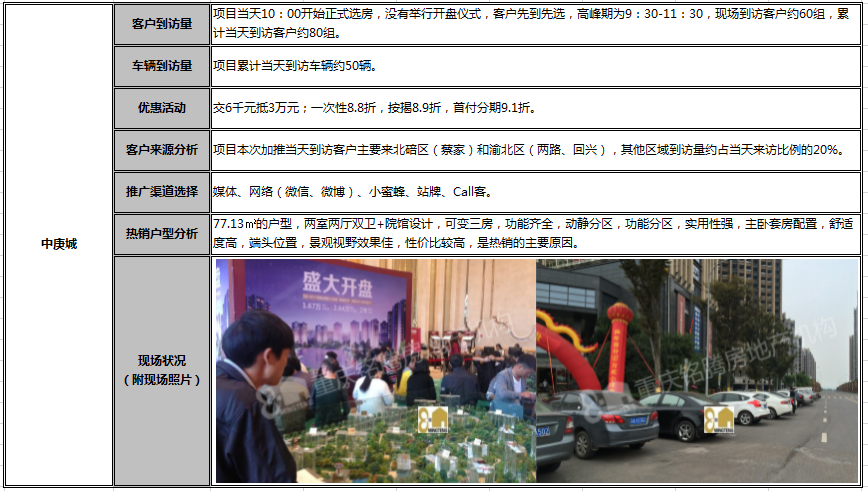 中庚城
客户到访量
项目当天10：00开始正式选房，没有举行开盘仪式，客户先到先选，高峰期为9：30-11：30，现场到访客户约60组，累
计当天到访客户约80组。
车辆到访量
项目累计当天到访车辆约50辆。
优惠活动
交6千元抵3万元；一次性8.8折，按揭8.9折，首付分期9.1折。
客户来源分析
项目本次加推当天到访客户主要来北碚区（蔡家）和渝北区（两路、回兴），其他区域到访量约占当天来访比例的20%。
推广渠道选择
媒体、网络（微信、微博）、小蜜蜂、站牌、Call客。
热销户型分析
77.13㎡的户型，两室两厅双卫+院馆设计，可变三房，功能齐全，动静分区，功能分区，实用性强，主卧套房配置，舒适
度高，端头位置，景观视野效果佳，性价比较高，是热销的主要原因。
现场状况
（附现场照片）
盛大开盘
重庆铭腾房
重庆铭腾房地产机构